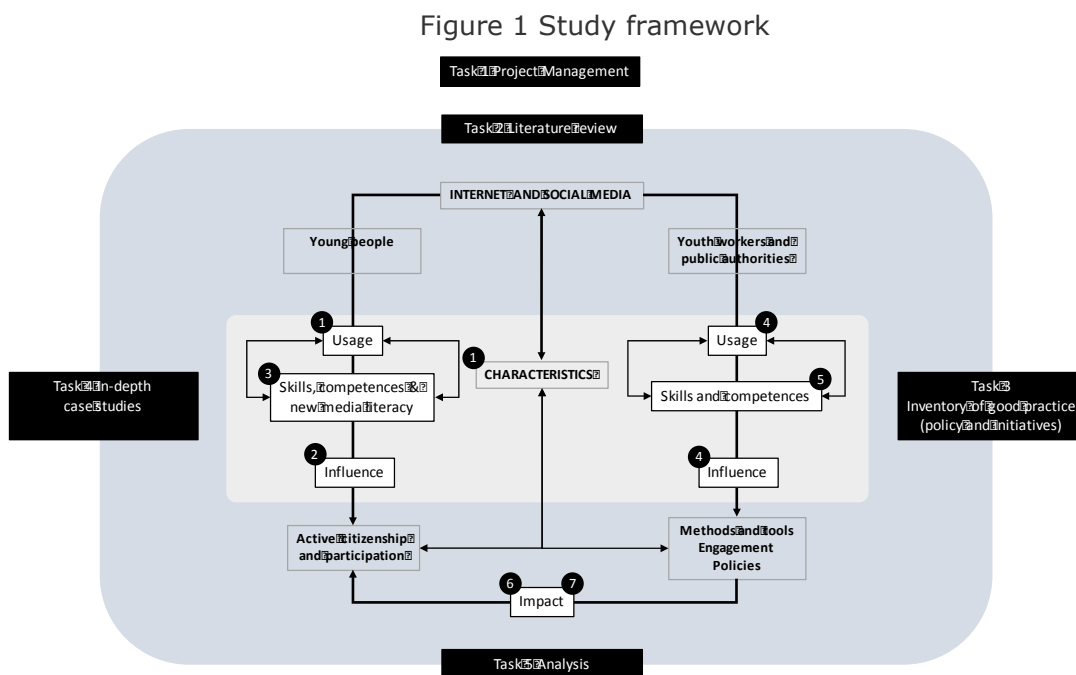 Figure 1 Study framework
Task 1 Project Management
Task 2 Literature review
INTERNET AND SOCIAL MEDIA
Young people
Youth workers and
public authorities
1
Usage
4
Usage
3
Skills, competences &
new media literacy
1
CHARACTERISTICS
5
Skills and competences
Task 4 In-depth
case studies
Task 3
Inventory of good practice
(policy and initiatives)
2
Influence
4
Influence
Active citizenship
and participation
Methods and tools
Engagement
Policies
6
7
Impact
Task 5 Analysis